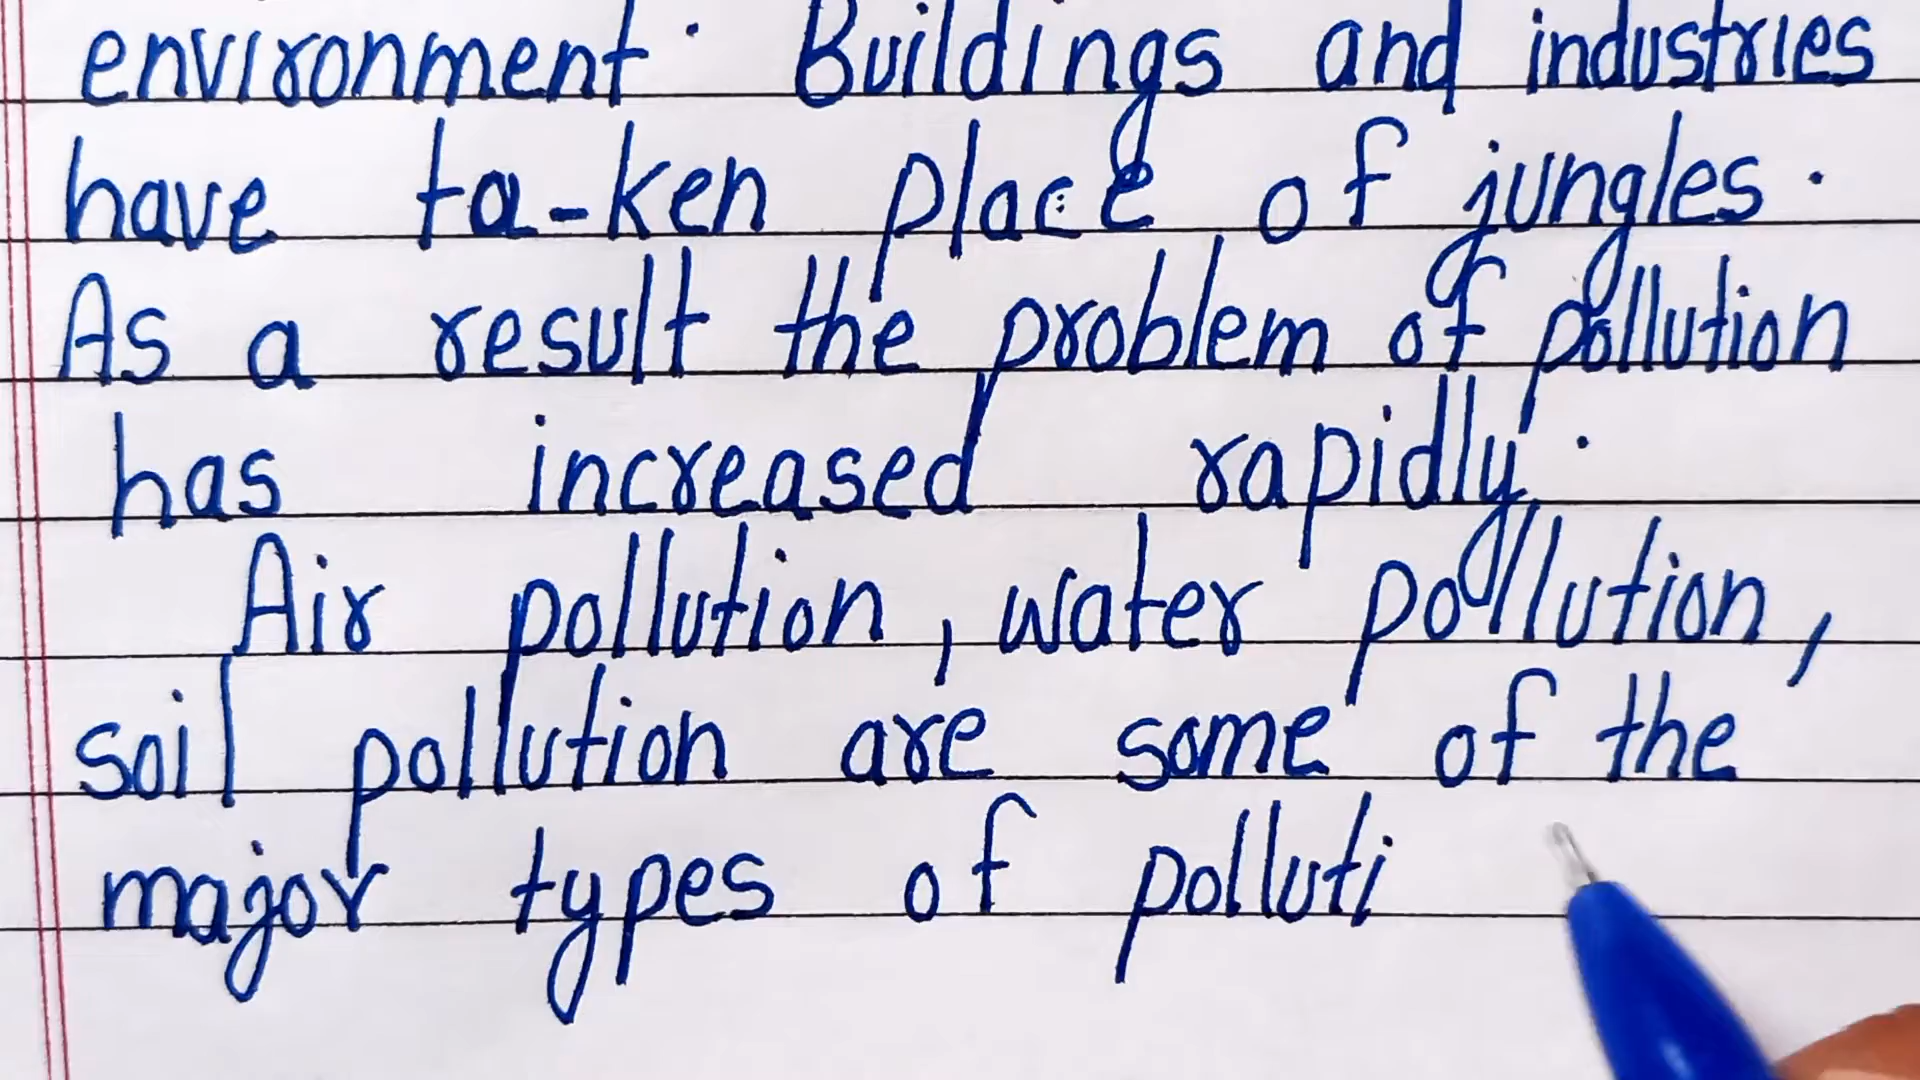 environment. Buildings and industries
have ta-ken place of jungles.
As a result the problem of pollution
has increased rapidly.
Air pollution, water pollution,
soil pollution are some of the
major types of polluti